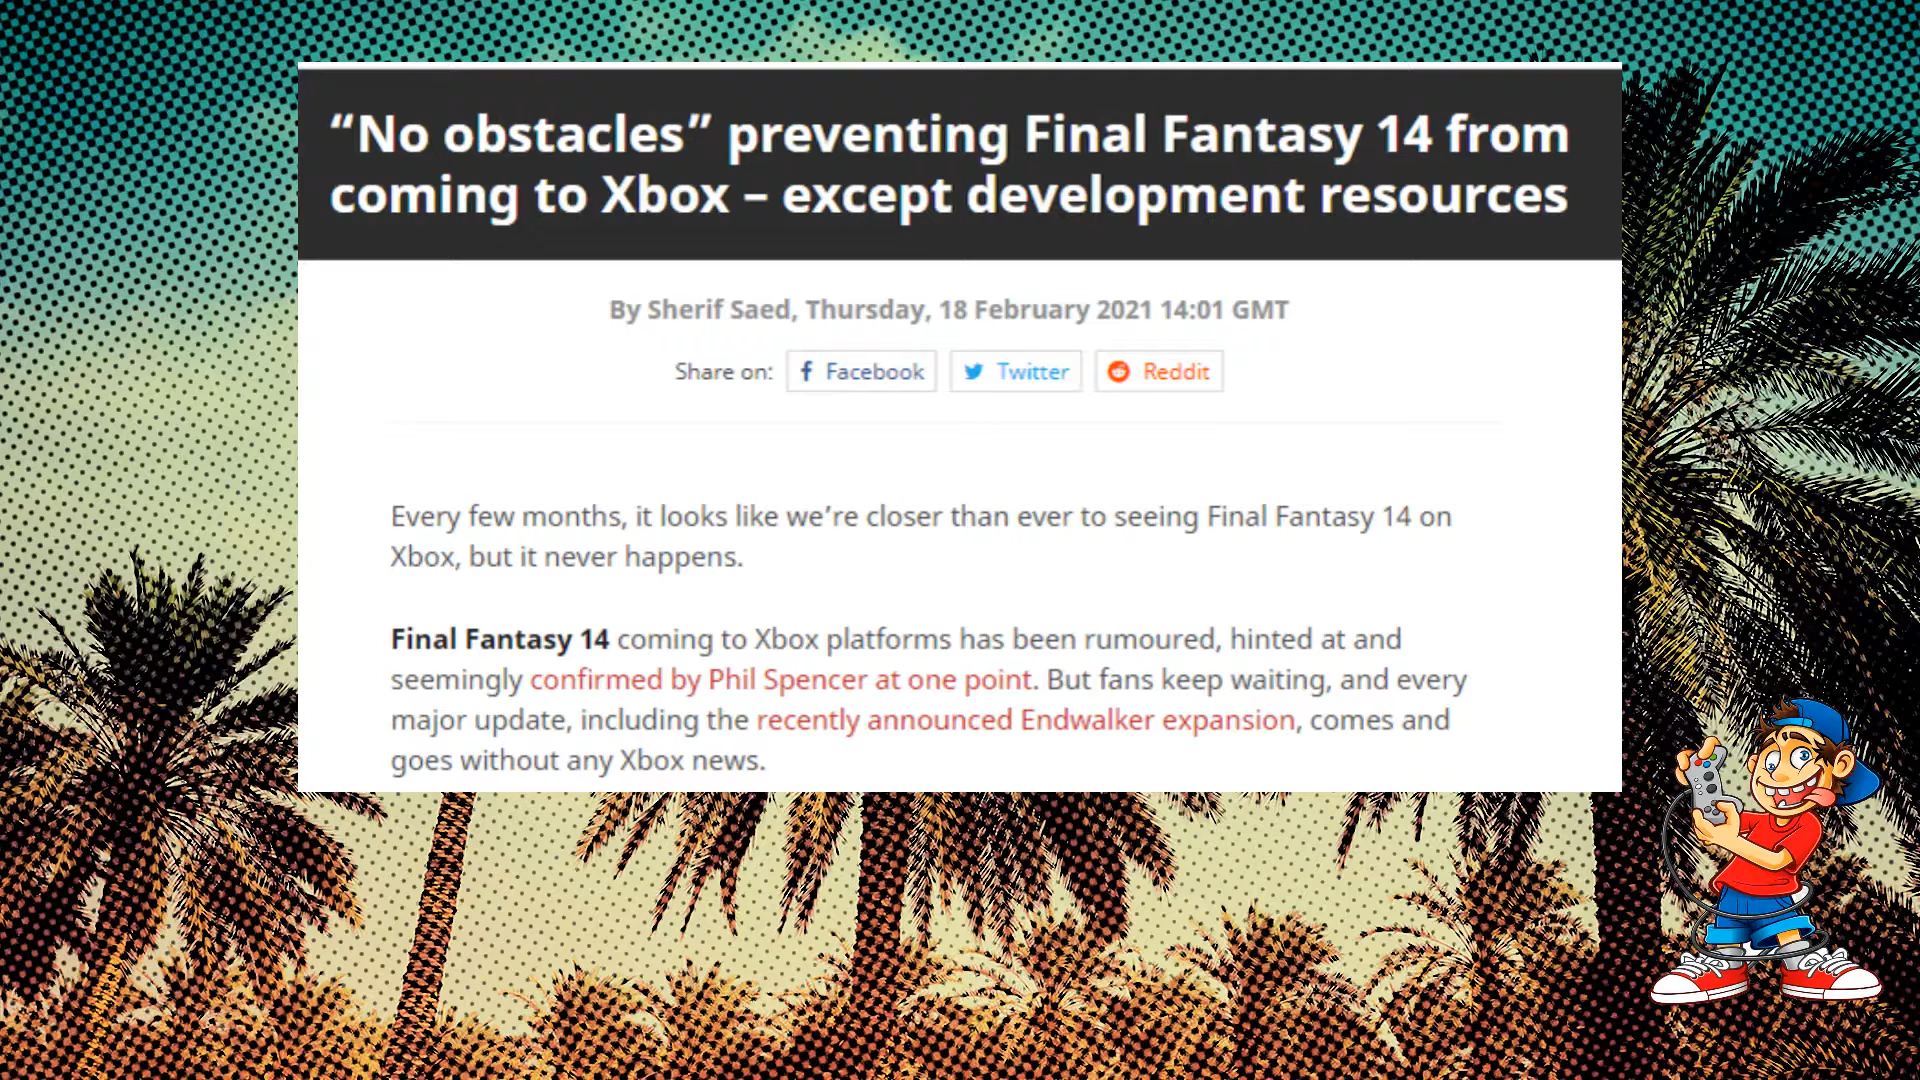 “No obstacles” preventing Final Fantasy 14 from
coming to Xbox – except development resources
By Sherif Saed, Thursday, 18 February 2021 14:01 GMT
Share on: Facebook Twitter Reddit
Every few months, it looks like we’re closer than ever to seeing Final Fantasy 14 on
Xbox, but it never happens.
Final Fantasy 14 coming to Xbox platforms has been rumoured, hinted at and
seemingly confirmed by Phil Spencer at one point. But fans keep waiting, and every
major update, including the recently announced Endwalker expansion, comes and
goes without any Xbox news.